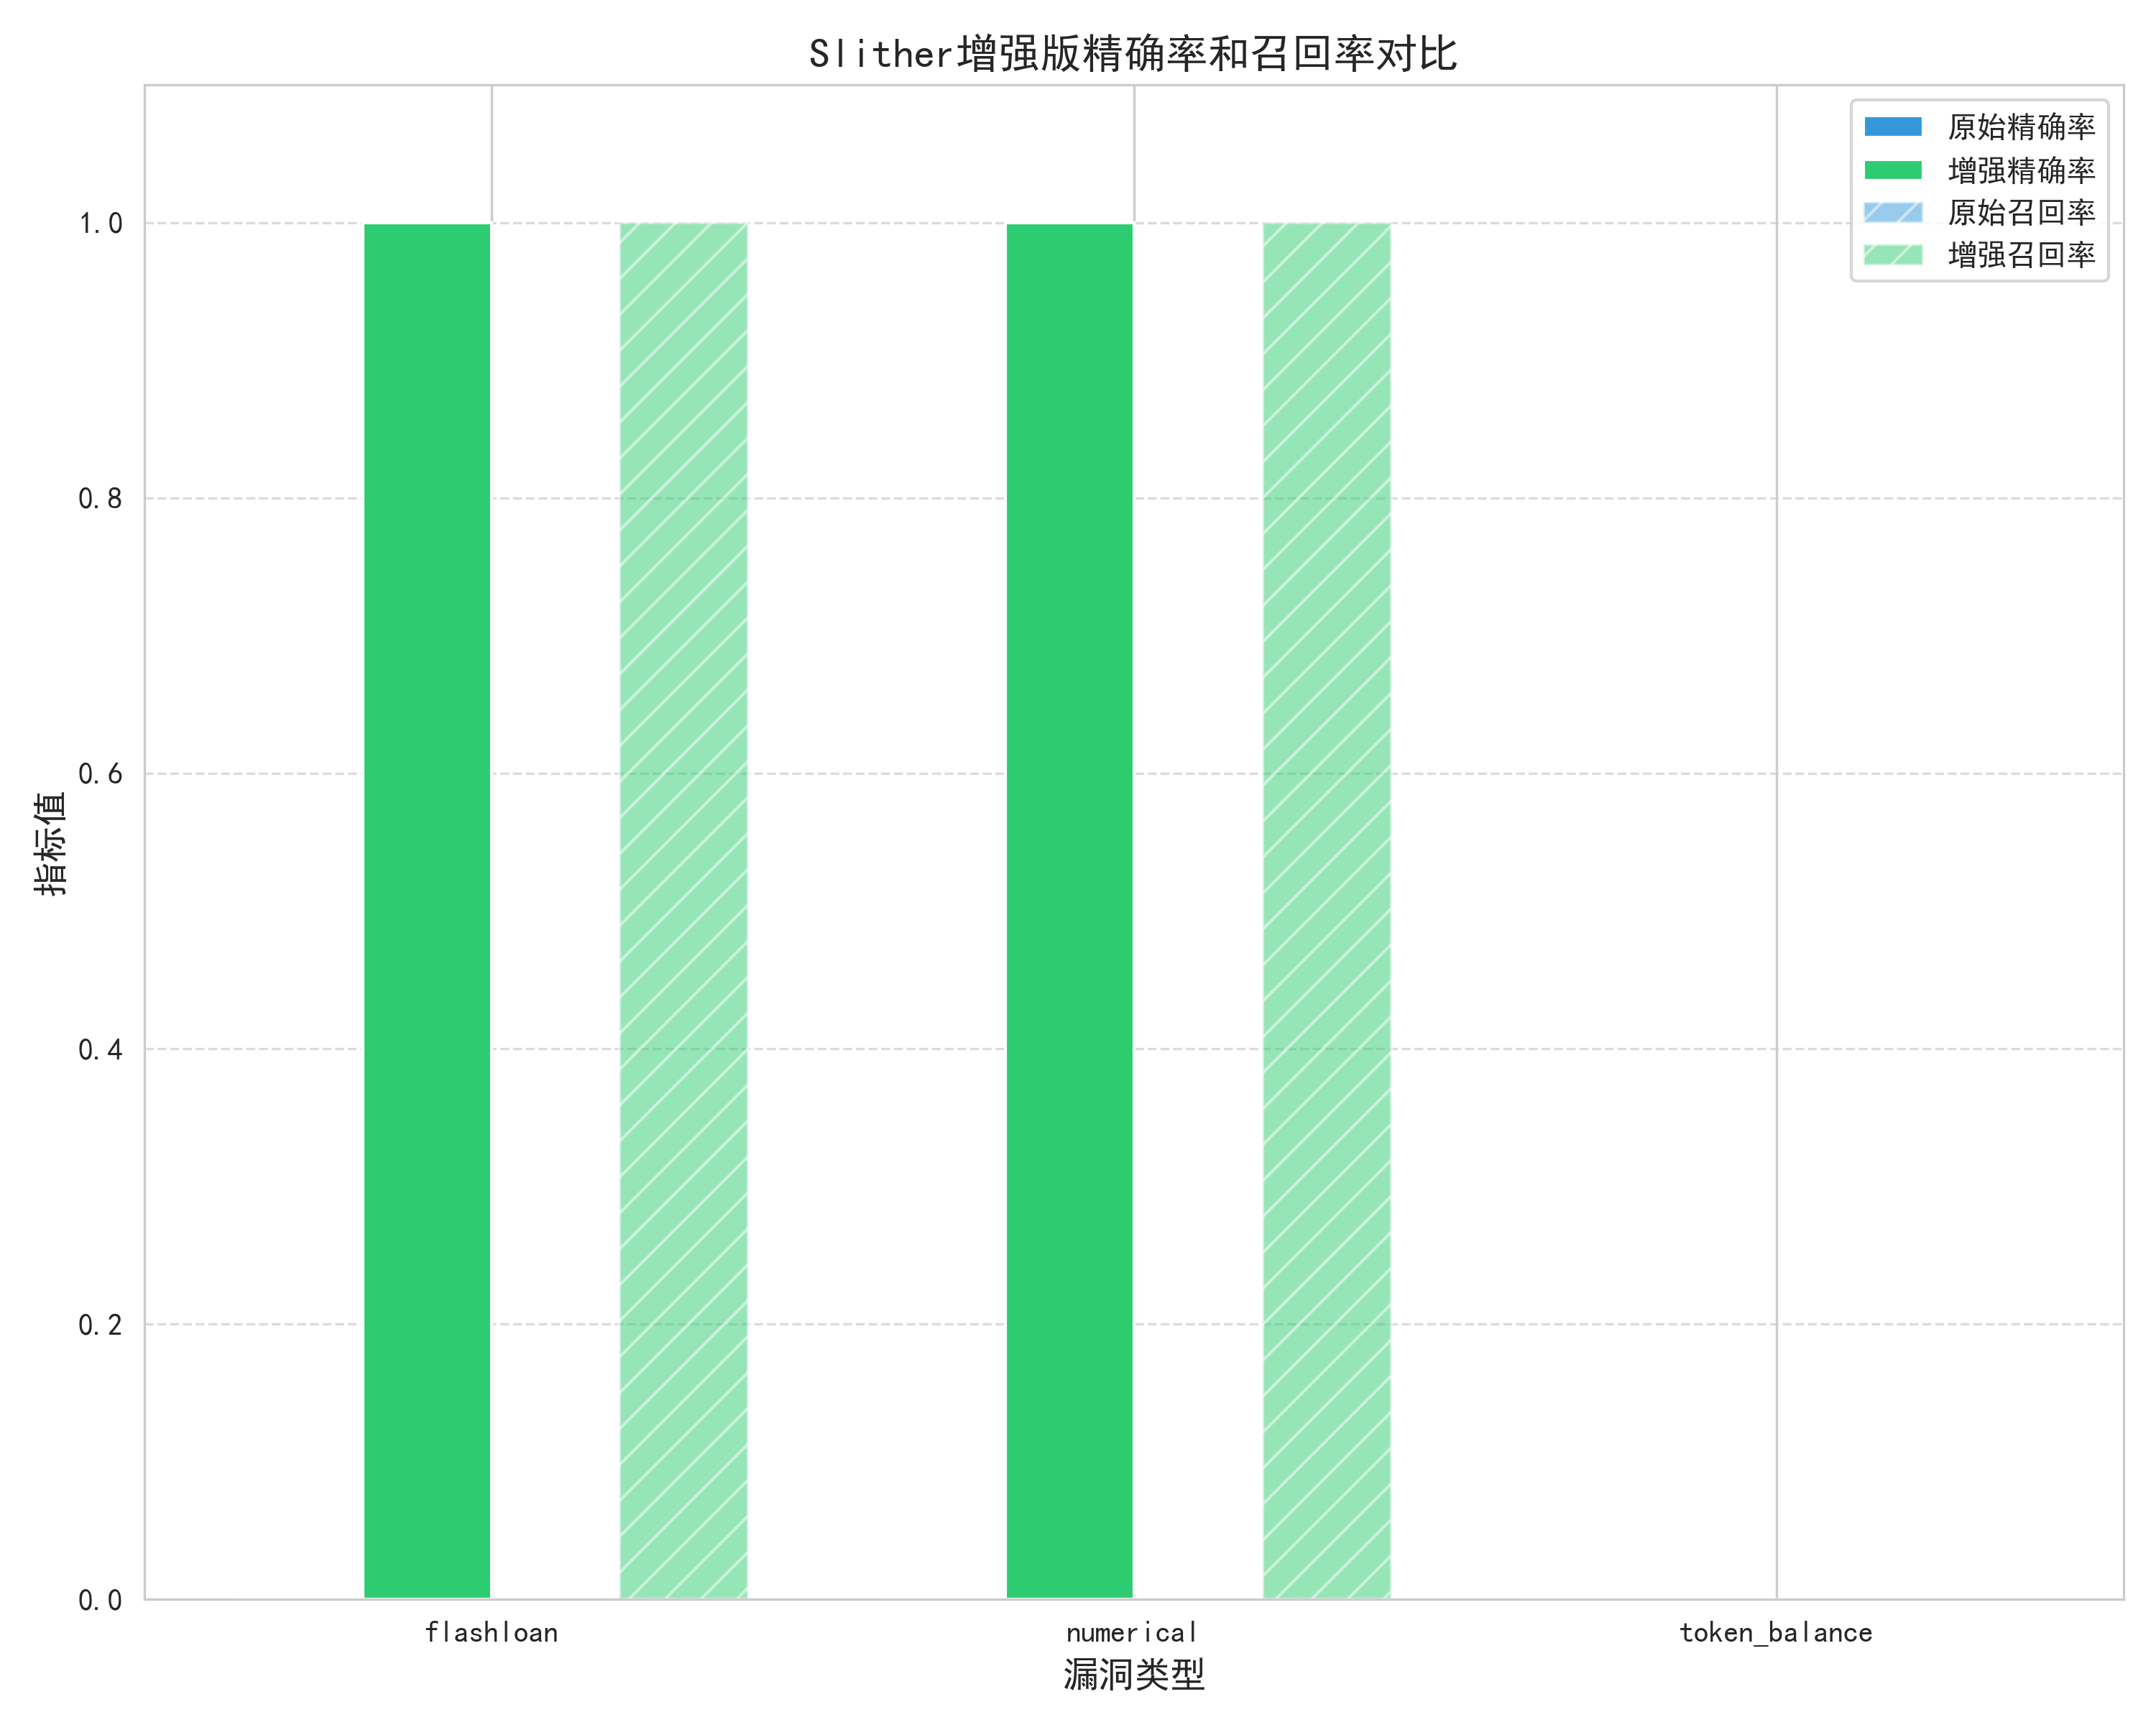 Slither增强版精确率和召回率对比
原始精确率
增强精确率
原始召回率
增强召回率
指标值
1.0
0.8
0.6
0.4
0.2
0.0
flashloan
numerical
token_balance
漏洞类型